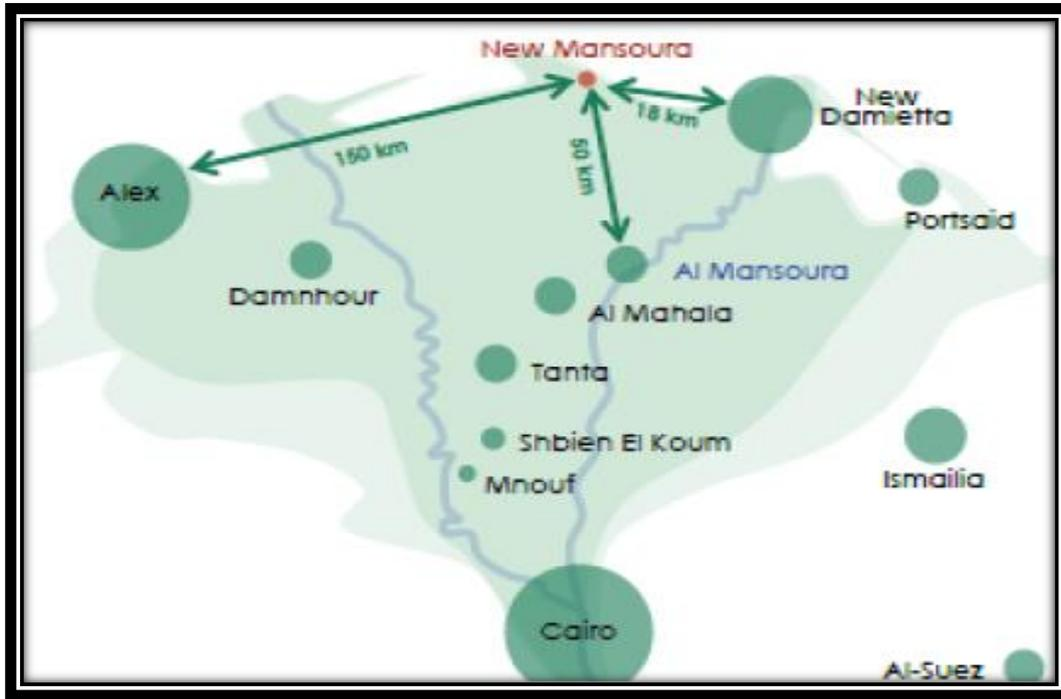 New Mansoura
New
Damietta
18 km
150 km
50 km
Alex
Portsaid
Al Mansoura
Damnhour
Al Mahala
Tanta
Shbien El Koum
Mnouf
Ismailia
Cairo
Al-Suez